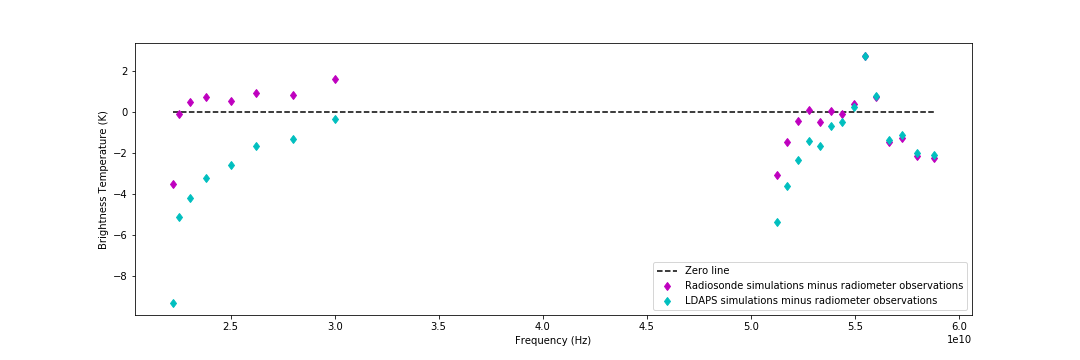 2
0
−2
−4
−6
−8
Brightness Temperature (K)
Zero line
Radiosonde simulations minus radiometer observations
LDAPS simulations minus radiometer observations
2.5 3.0 3.5 4.0 4.5 5.0 5.5 6.0
1e10
Frequency (Hz)